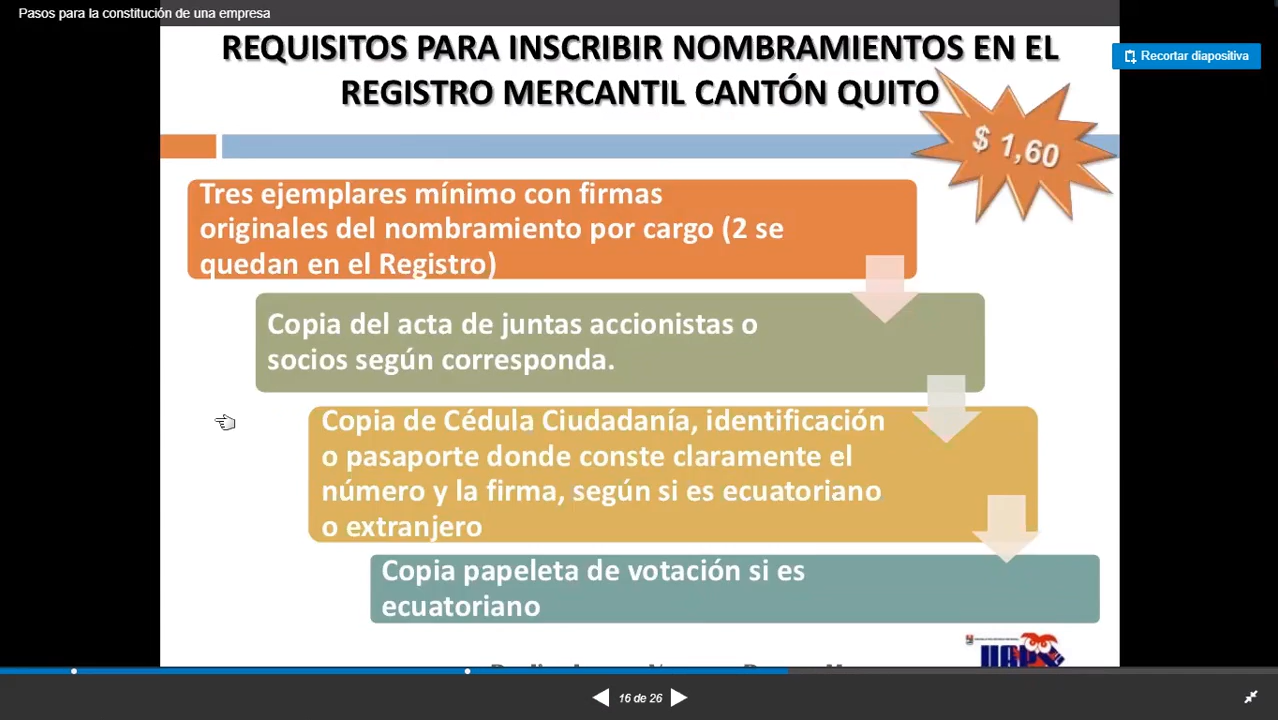 Pasos para la constitución de una empresa
REQUISITOS PARA INSCRIBIR NOMBRAMIENTOS EN EL
REGISTRO MERCANTIL CANTÓN QUITO
Recortar diapositiva
$ 1,60
Tres ejemplares mínimo con firmas
originales del nombramiento por cargo (2 se
quedan en el Registro)
Copia del acta de juntas accionistas o
socios según corresponda.
Copia de Cédula Ciudadanía, identificación
o pasaporte donde conste claramente el
número y la firma, según si es ecuatoriano
o extranjero
Copia papeleta de votación si es
ecuatoriano
16 de 26